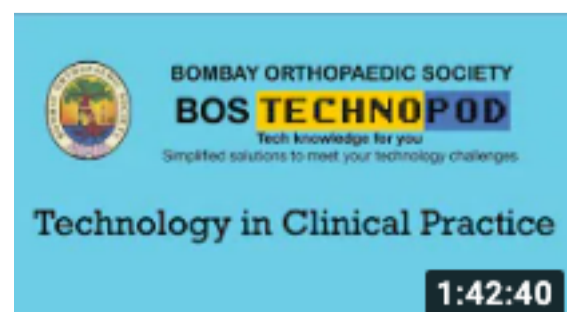 BOMBAY ORTHOPAEDIC SOCIETY
BOS TECHNOPOD
Tech knowledge for you
Simplified solutions to meet your technology challenges
Technology in Clinical Practice
1:42:40